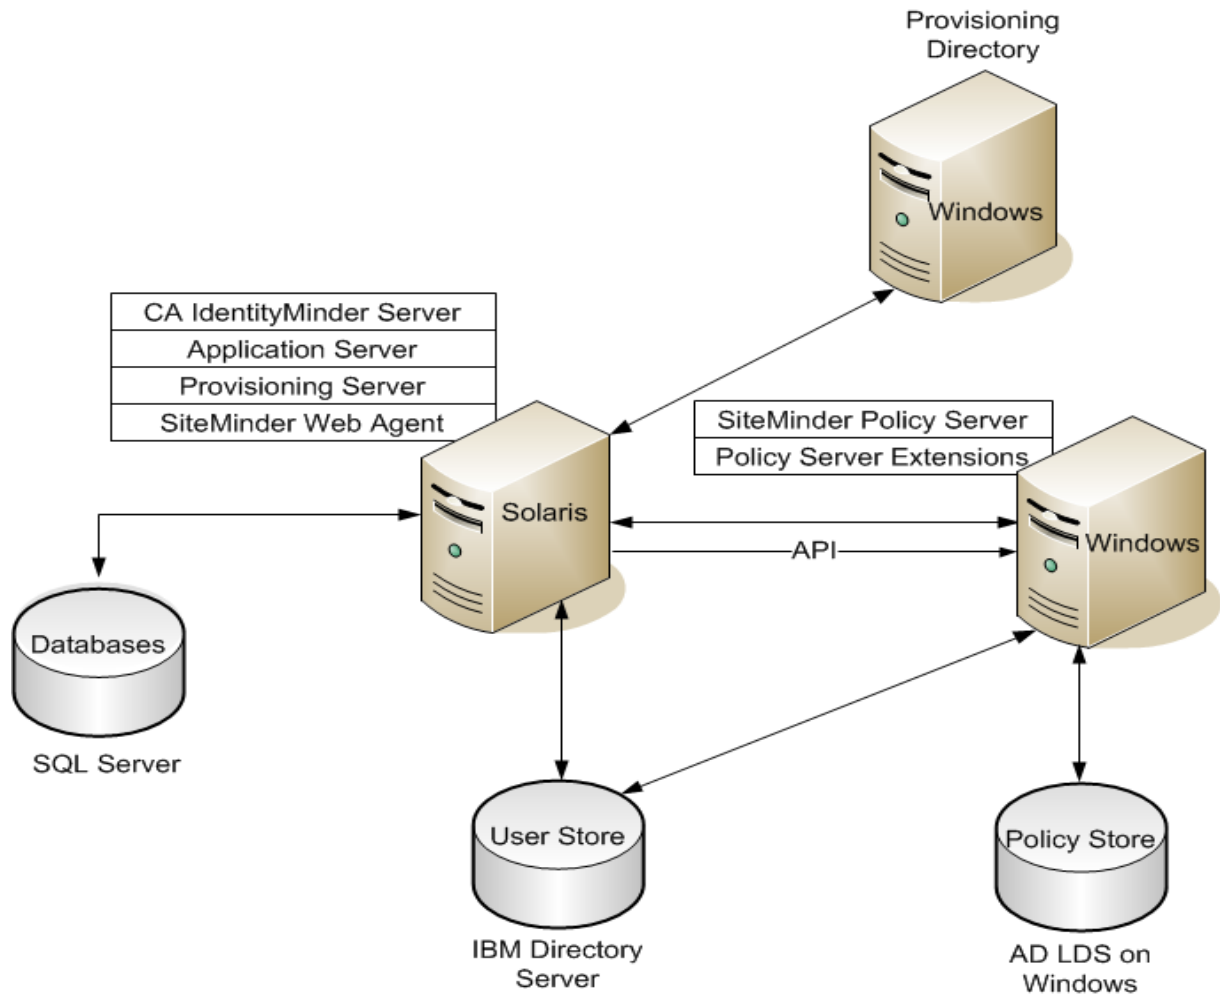 Provisioning
Directory
Windows
CA IdentityMinder Server
Application Server
Provisioning Server
SiteMinder Web Agent
SiteMinder Policy Server
Policy Server Extensions
Solaris
API
Windows
Databases
SQL Server
User Store
IBM Directory
Server
Policy Store
AD LDS on
Windows